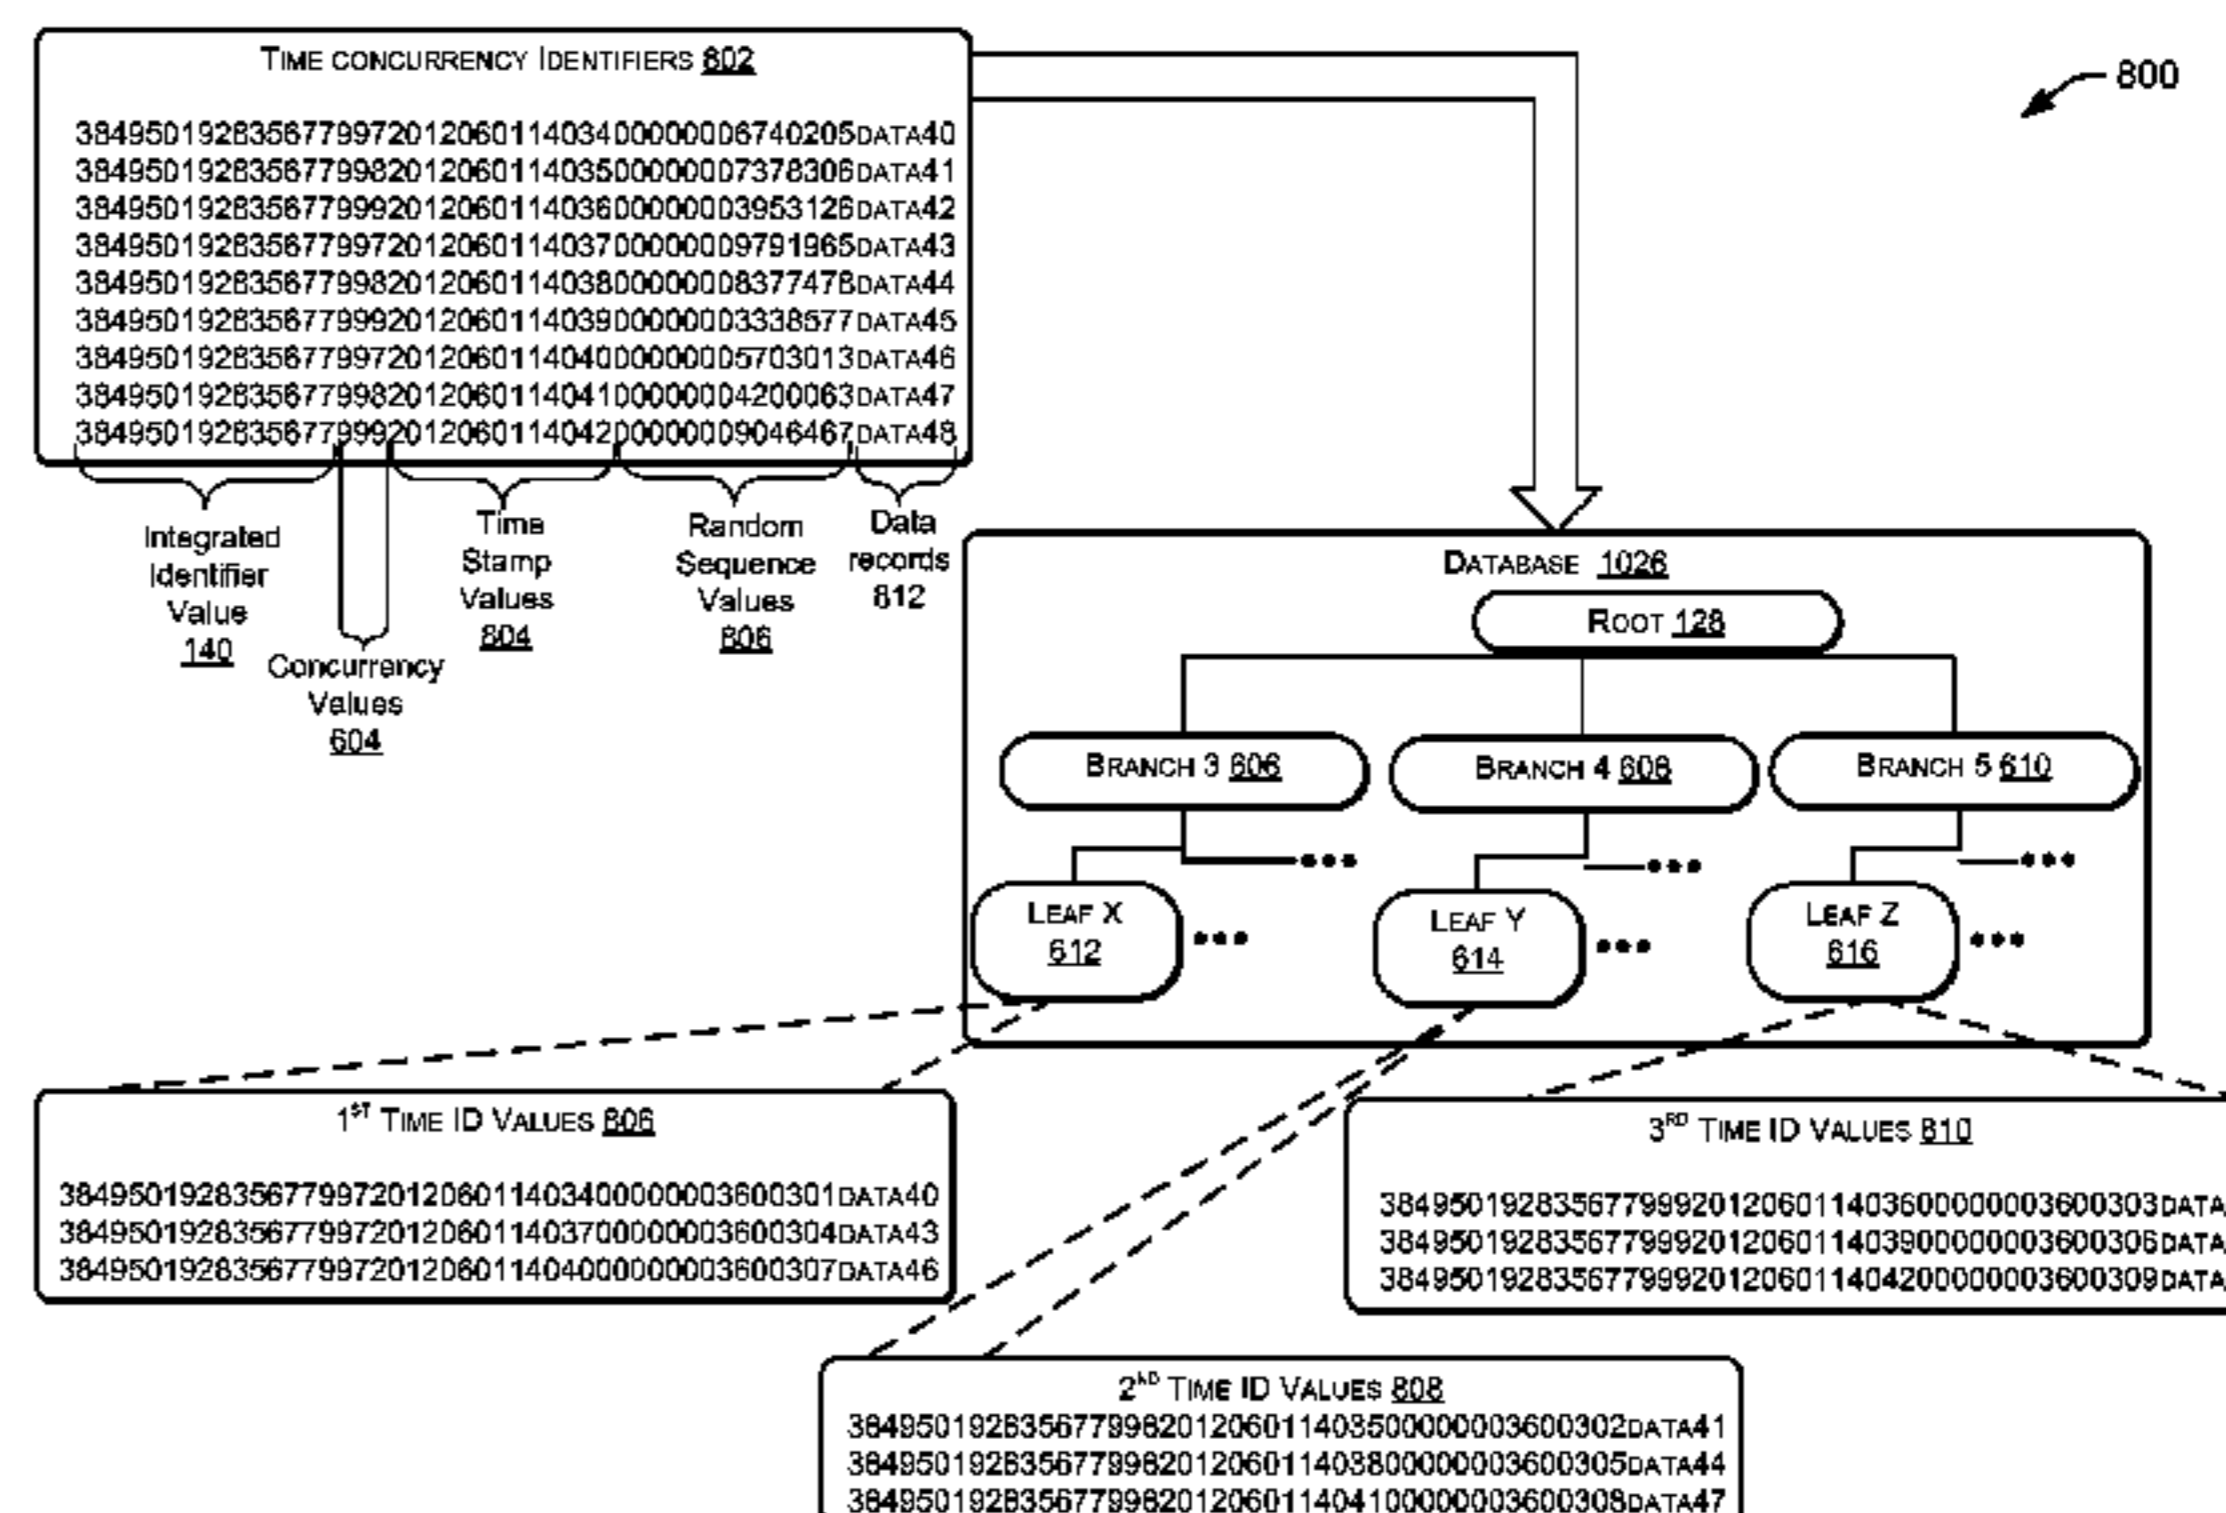 TIME CONCURRENCY IDENTIFIERS 802
800
384950192835677997201206011403400000006740205DATA40
384950192835677998201206011403500000007378306DATA41
384950192835677999201206011403600000003953126DATA42
384950192835677997201206011403700000009791965DATA43
384950192835677998201206011403800000008377478DATA44
384950192835677999201206011403900000003338577DATA45
384950192835677997201206011404000000005703013DATA46
384950192835677998201206011404100000004200063DATA47
384950192835677999201206011404200000009046467DATA48
Integrated
Identifier
Value
140
Concurrency
Values
604
Time
Stamp
Values
804
Random
Sequence
Values
806
Data
records
812
DATABASE 1026
ROOT 128
BRANCH 3 606
BRANCH 4 608
BRANCH 5 610
LEAF X
612
LEAF Y
614
LEAF Z
616
1ST TIME ID VALUES 806
384950192835677997201206011403400000003600301DATA40
384950192835677997201206011403700000003600304DATA43
384950192835677997201206011404000000003600307DATA46
3RD TIME ID VALUES 810
384950192835677999201206011403600000003600303DATA
384950192835677999201206011403900000003600306DATA
384950192835677999201206011404200000003600309DATA
2ND TIME ID VALUES 808
384950192835677998201206011403500000003600302DATA41
384950192835677998201206011403800000003600305DATA44
384950192835677998201206011404100000003600308DATA47